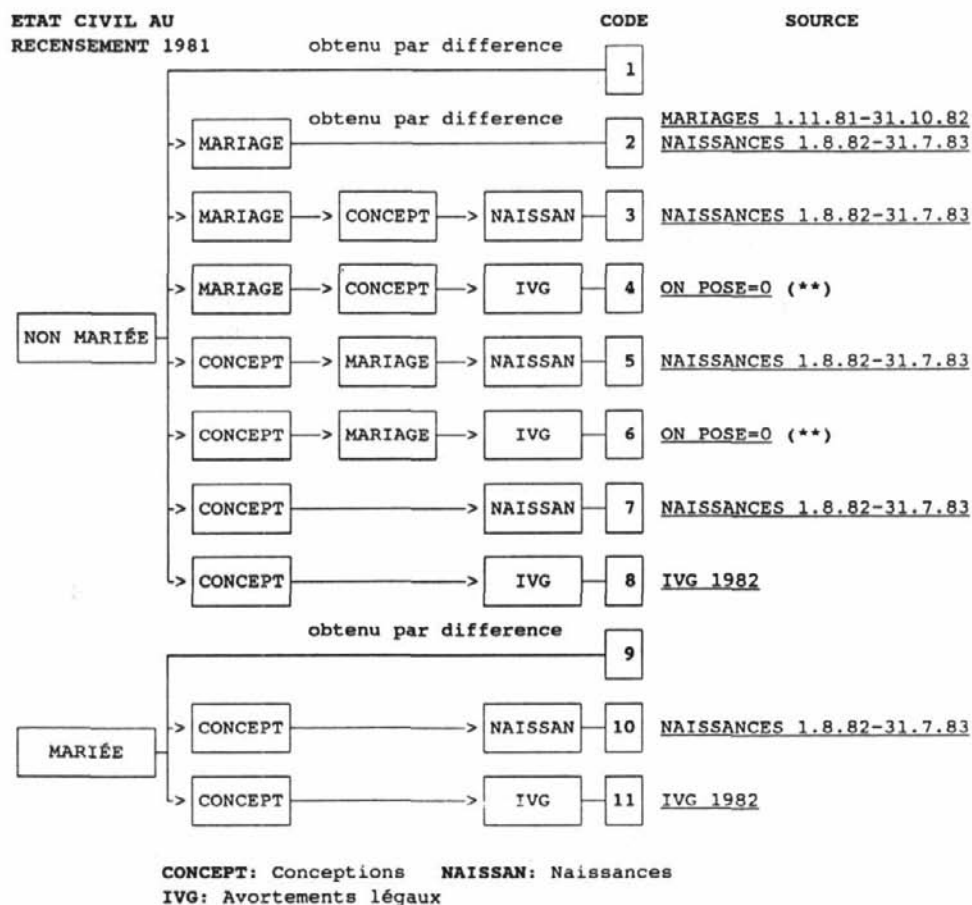 ETAT CIVIL AU CODE SOURCE
RECENSEMENT 1981 obtenu par difference
1
obtenu par difference MARIAGES 1.11.81-31.10.82
-> MARIAGE 2 NAISSANCES 1.8.82-31.7.83
-> MARIAGE -> CONCEPT -> NAISSAN 3 NAISSANCES 1.8.82-31.7.83
-> MARIAGE -> CONCEPT -> IVG 4 ON POSE=0 (**)
NON MARIÉE
-> CONCEPT -> MARIAGE -> NAISSAN 5 NAISSANCES 1.8.82-31.7.83
-> CONCEPT -> MARIAGE -> IVG 6 ON POSE=0 (**)
-> CONCEPT -> NAISSAN 7 NAISSANCES 1.8.82-31.7.83
-> CONCEPT -> IVG 8 IVG 1982
obtenu par difference
9
-> CONCEPT -> NAISSAN 10 NAISSANCES 1.8.82-31.7.83
MARIÉE
-> CONCEPT -> IVG 11 IVG 1982
CONCEPT: Conceptions NAISSAN: Naissances
IVG: Avortements légaux